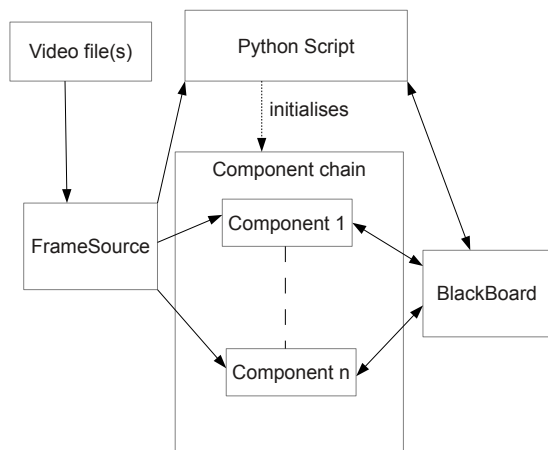 Video file(s)
Python Script
initialises
Component chain
Component 1
FrameSource
BlackBoard
Component n